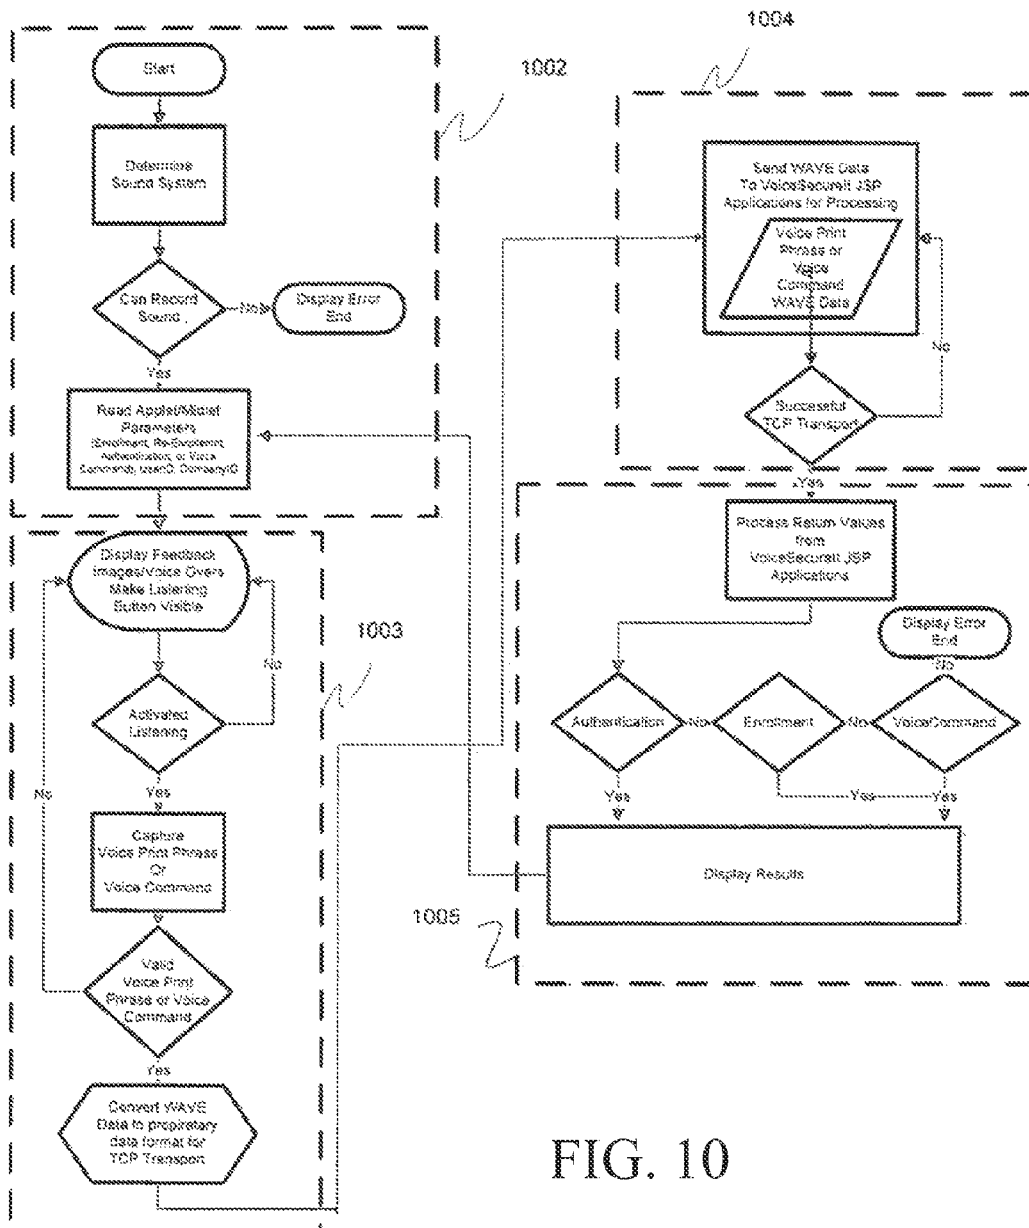 1002
Start
Determine
Sound System
Can Record
Sound
No
Display Error
End
Yes
Read Applet/Midlet
Parameters
(Enrollment, Re-Enrollment,
Authentication, or Voice
Command), UserID, CompanyID
1003
Display Feedback
Images/Voice Overs
Make Listening
Button Visible
No
Activated
Listening
No
Yes
Capture
Voice Print Phrase
Or
Voice Command
Valid
Voice Print
Phrase or Voice
Command
Yes
Convert WAVE
Data to propiratary
data format for
TCP Transport
1004
Send WAVE Data
To VoiceSecureIt JSP
Applications for Processing
Voice Print
Phrase or
Voice
Command
WAVE Data
No
Successful
TCP Transport
Yes
Process Return Values
from
VoiceSecureIt JSP
Applications
Display Error
End
No
Authentication
No
Enrollment
No
VoiceCommand
Yes
Yes
Yes
Display Results
1005
FIG. 10